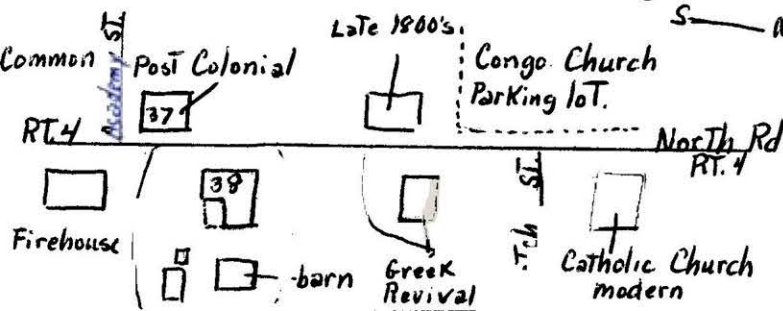 S
Late 1800's.
Common
Academy ST
Post Colonial
Congo Church
Parking loT.
37
RT.4
North Rd
RT. 4
38
ST
Firehouse
barn
Greek
Revival
Catholic Church
modern